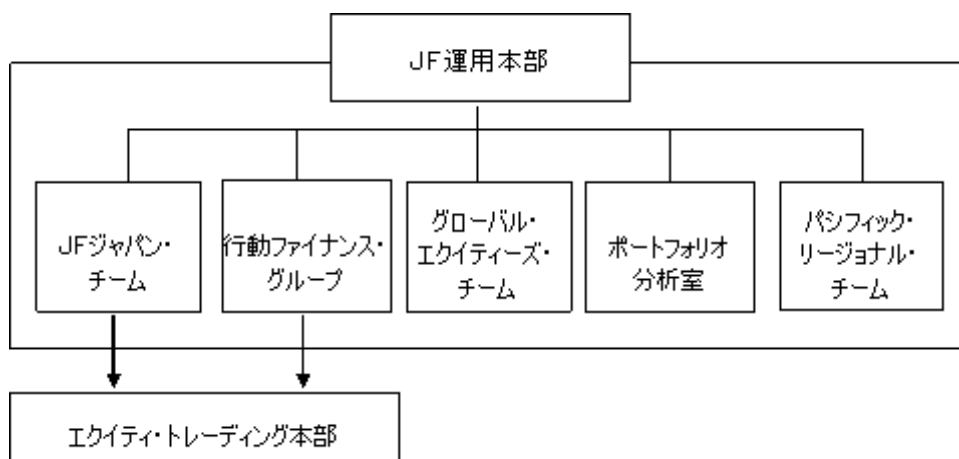 JF運用本部
JFジャパン・
チーム
行動ファイナンス・
グループ
グローバル・
エクイティーズ・
チーム
ポートフォリオ
分析室
パシフィック・
リージョナル・
チーム
エクイティ・トレーディング本部